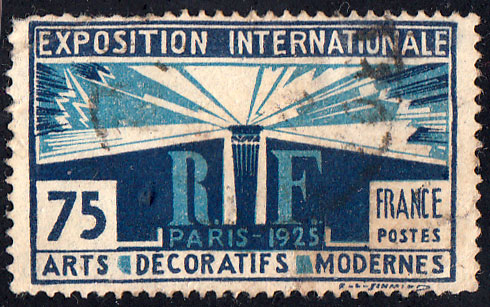 EXPOSITION INTERNATIONALE
R. F.
PARIS-1925
75
FRANCE
POSTES
ARTS DÉCORATIFS MODERNES